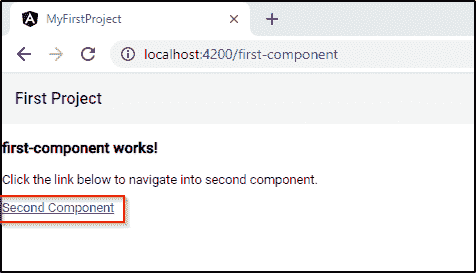 MyFirstProject
localhost:4200/first-component
First Project
first-component works!
Click the link below to navigate into second component.
Second Component